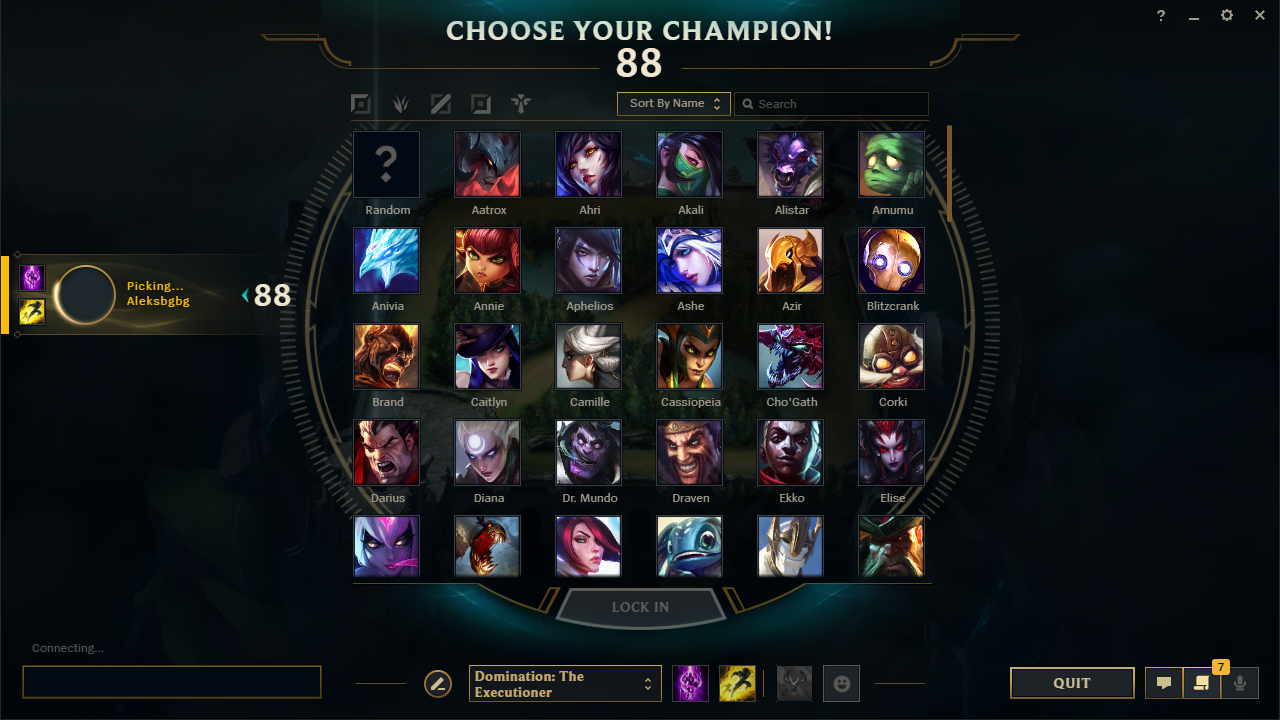 CHOOSE YOUR CHAMPION!
88
?
Sort By Name
Search
?
Random
Aatrox
Ahri
Akali
Alistar
Amumu
Picking...
Aleksbgbg
88
Anivia
Annie
Aphelios
Ashe
Azir
Blitzcrank
Brand
Caitlyn
Camille
Cassiopeia
Cho'Gath
Corki
Darius
Diana
Dr. Mundo
Draven
Ekko
Elise
LOCK IN
Connecting...
Domination: The
Executioner
QUIT
7